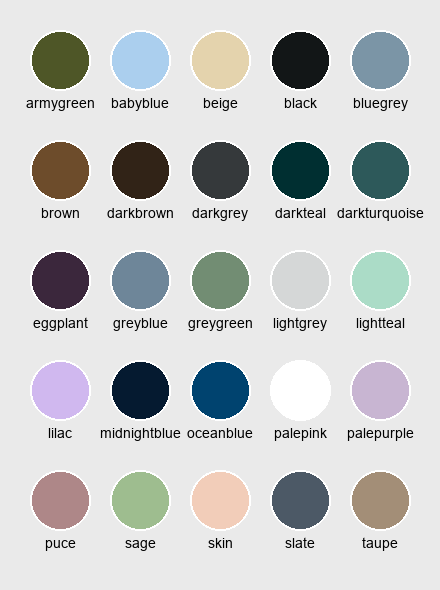 armygreen babyblue beige black bluegrey
brown darkbrown darkgrey darkteal darkturquoise
eggplant greyblue greygreen lightgrey lightteal
lilac midnightblue oceanblue palepink palepurple
puce sage skin slate taupe